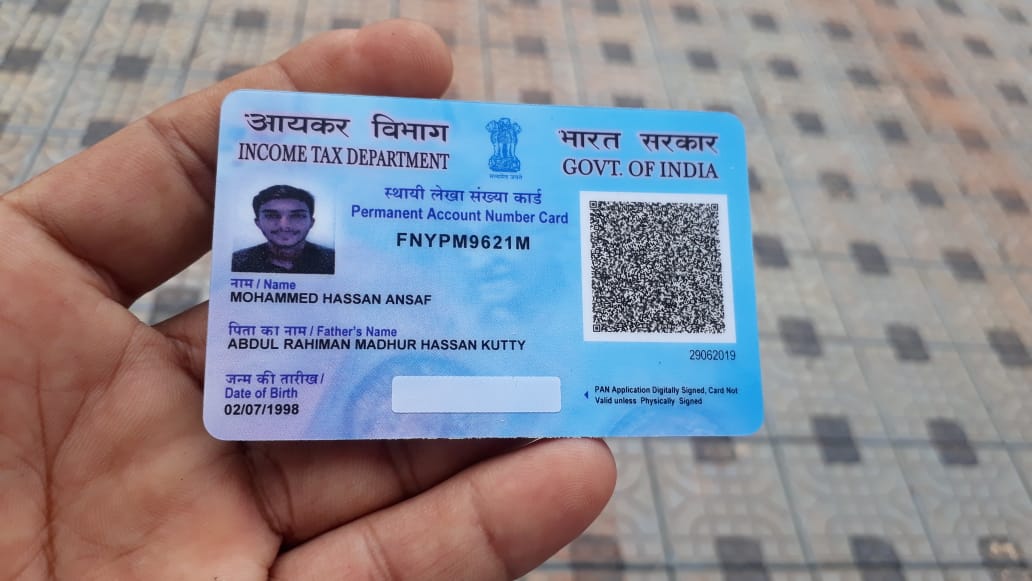 आयकर विभाग
INCOME TAX DEPARTMENT
सत्यमेव जयते
भारत सरकार
GOVT. OF INDIA
स्थायी लेखा संख्या कार्ड
Permanent Account Number Card
FNYPM9621M
नाम / Name
MOHAMMED HASSAN ANSAF
पिता का नाम / Father's Name
ABDUL RAHIMAN MADHUR HASSAN KUTTY
29062019
जन्म की तारीख/
Date of Birth
02/07/1998
PAN Application Digitally Signed, Card Not
Valid unless Physically Signed